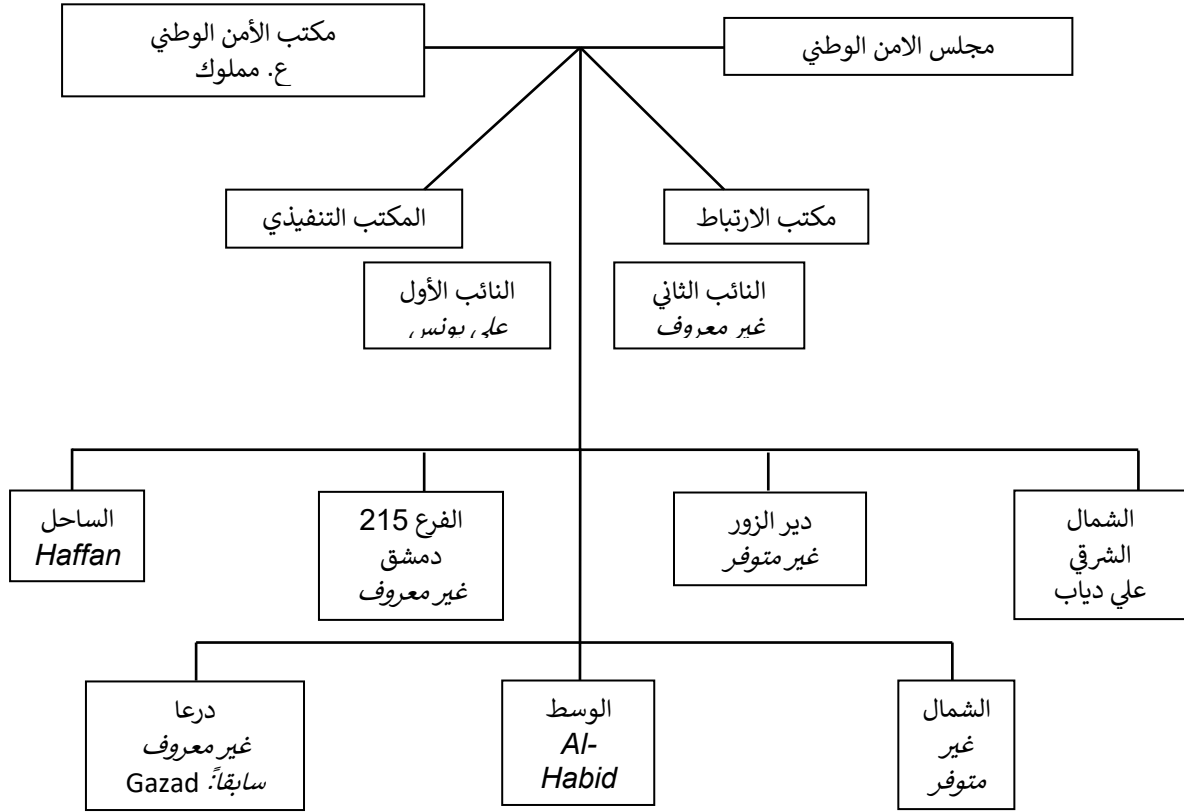 مكتب الأمن الوطني
ع. مملوك
مجلس الامن الوطني
المكتب التنفيذي
مكتب الارتباط
النائب الأول
علي يونس
النائب الثاني
غير معروف
الساحل
Haffan
الفرع 215
دمشق
غير معروف
دير الزور
غير متوفر
الشمال
الشرقي
علي دياب
درعا
غير معروف
سابقاً: Gazad
الوسط
Al-
Habid
الشمال
غير
متوفر